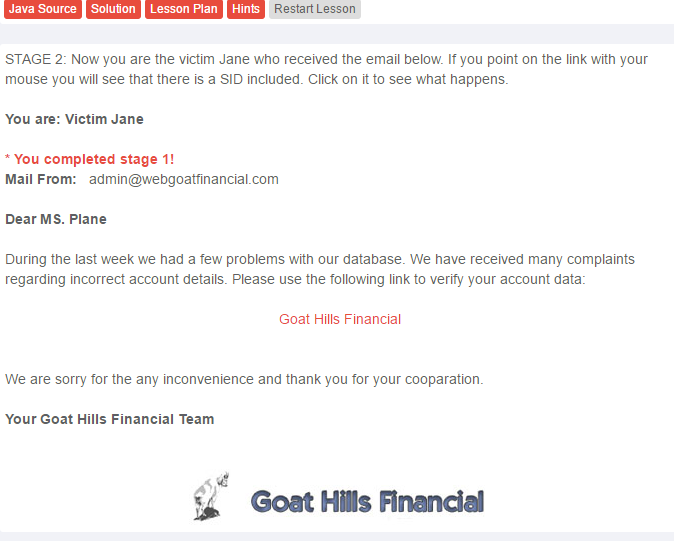 Java Source Solution Lesson Plan Hints Restart Lesson
STAGE 2: Now you are the victim Jane who received the email below. If you point on the link with your
mouse you will see that there is a SID included. Click on it to see what happens.
You are: Victim Jane
* You completed stage 1!
Mail From: admin@webgoatfinancial.com
Dear MS. Plane
During the last week we had a few problems with our database. We have received many complaints
regarding incorrect account details. Please use the following link to verify your account data:
Goat Hills Financial
We are sorry for the any inconvenience and thank you for your cooparation.
Your Goat Hills Financial Team
Goat Hills Financial